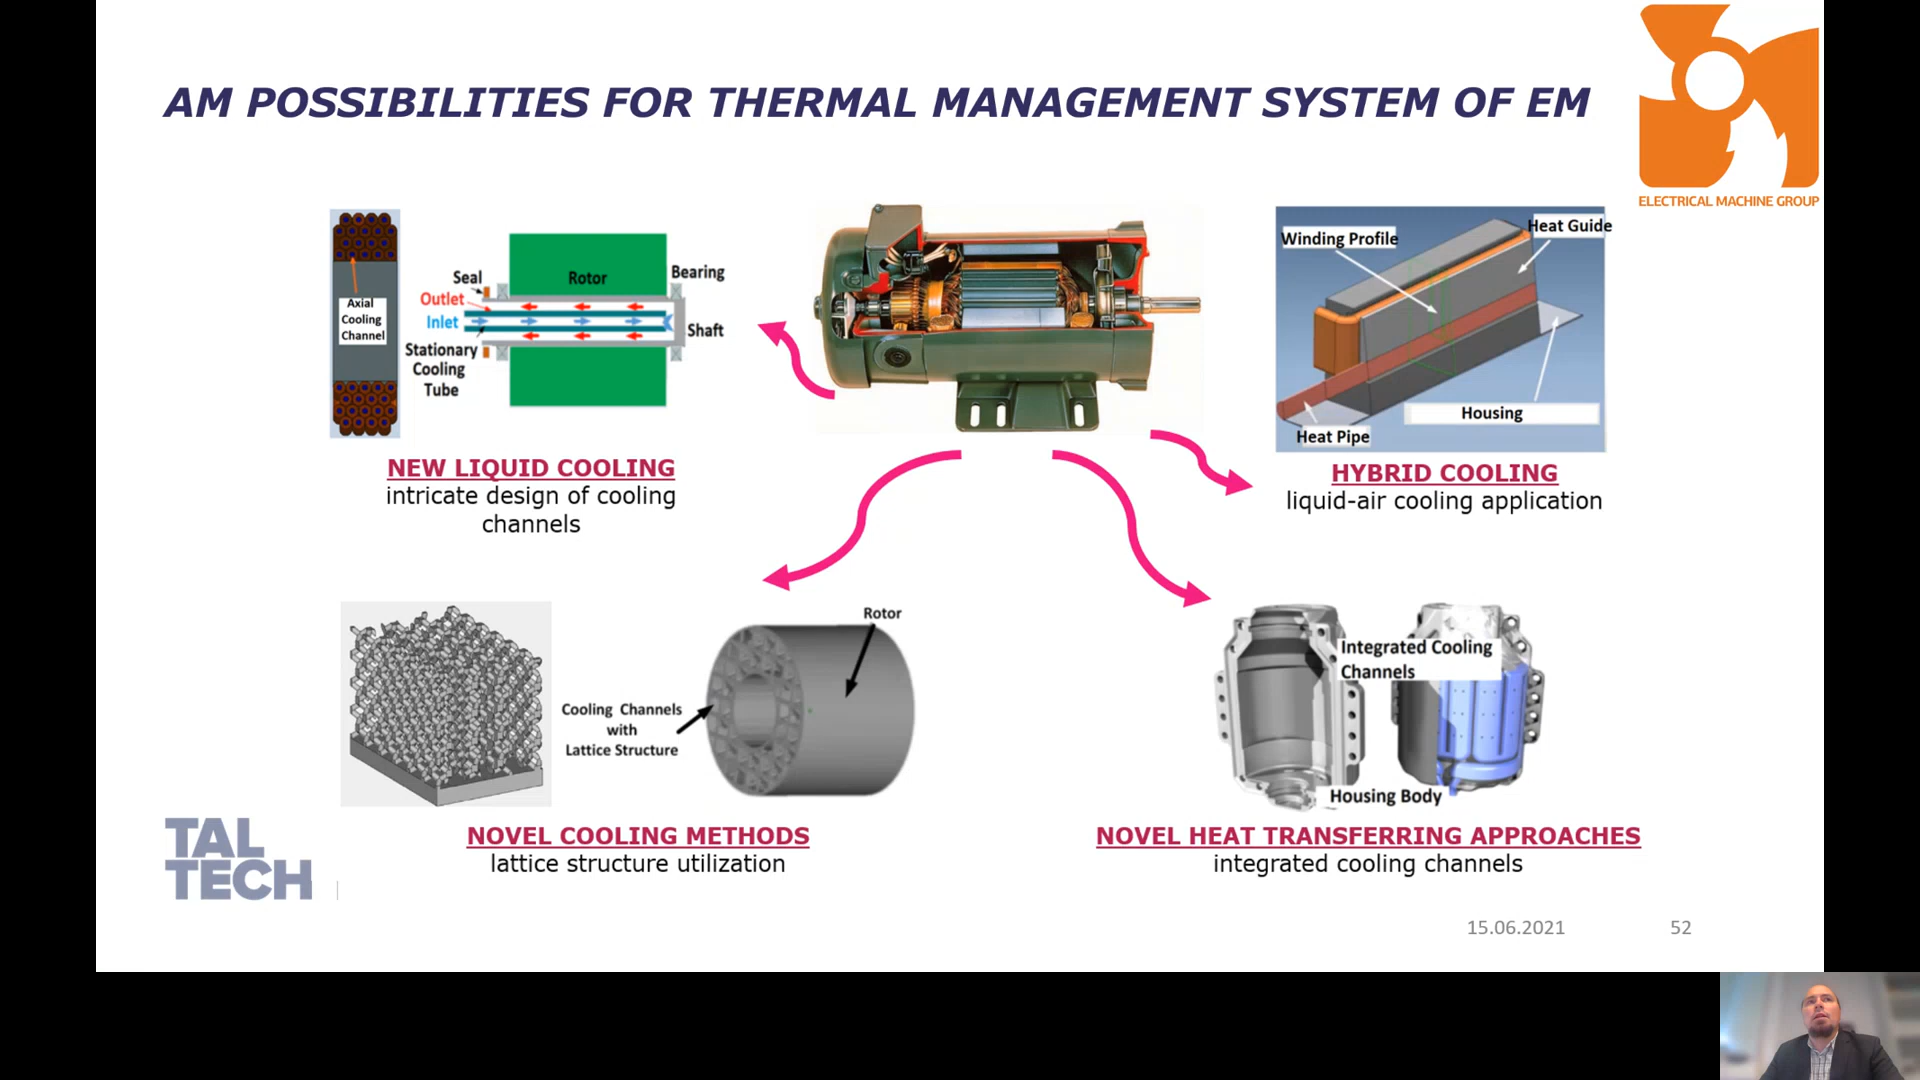 AM POSSIBILITIES FOR THERMAL MANAGEMENT SYSTEM OF EM
ELECTRICAL MACHINE GROUP
Axial
Cooling
Channel
Seal
Outlet
Inlet
Stationary
Cooling
Tube
Rotor
Bearing
Shaft
NEW LIQUID COOLING
intricate design of cooling
channels
Winding Profile
Heat Guide
Housing
Heat Pipe
HYBRID COOLING
liquid-air cooling application
Cooling Channels
with
Lattice Structure
Rotor
NOVEL COOLING METHODS
lattice structure utilization
Integrated Cooling
Channels
Housing Body
NOVEL HEAT TRANSFERRING APPROACHES
integrated cooling channels
TAL
TECH
15.06.2021
52